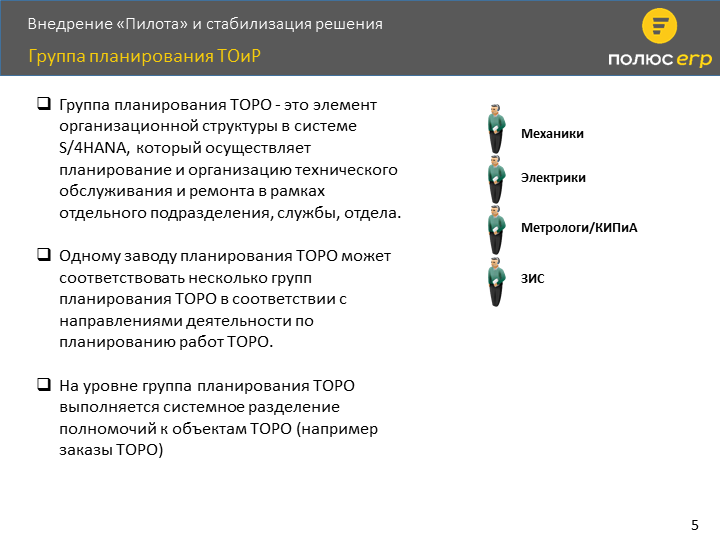 Внедрение «Пилота» и стабилизация решения
Группа планирования ТОиР
ПОЛЮС erp
Группа планирования ТОРО - это элемент
организационной структуры в системе
S/4HANA, который осуществляет
планирование и организацию технического
обслуживания и ремонта в рамках
отдельного подразделения, службы, отдела.
Одному заводу планирования ТОРО может
соответствовать несколько групп
планирования ТОРО в соответствии с
направлениями деятельности по
планированию работ ТОРО.
На уровне группа планирования ТОРО
выполняется системное разделение
полномочий к объектам ТОРО (например
заказы ТОРО)
Механики
Электрики
Метрологи/КИПиА
ЗИС
5